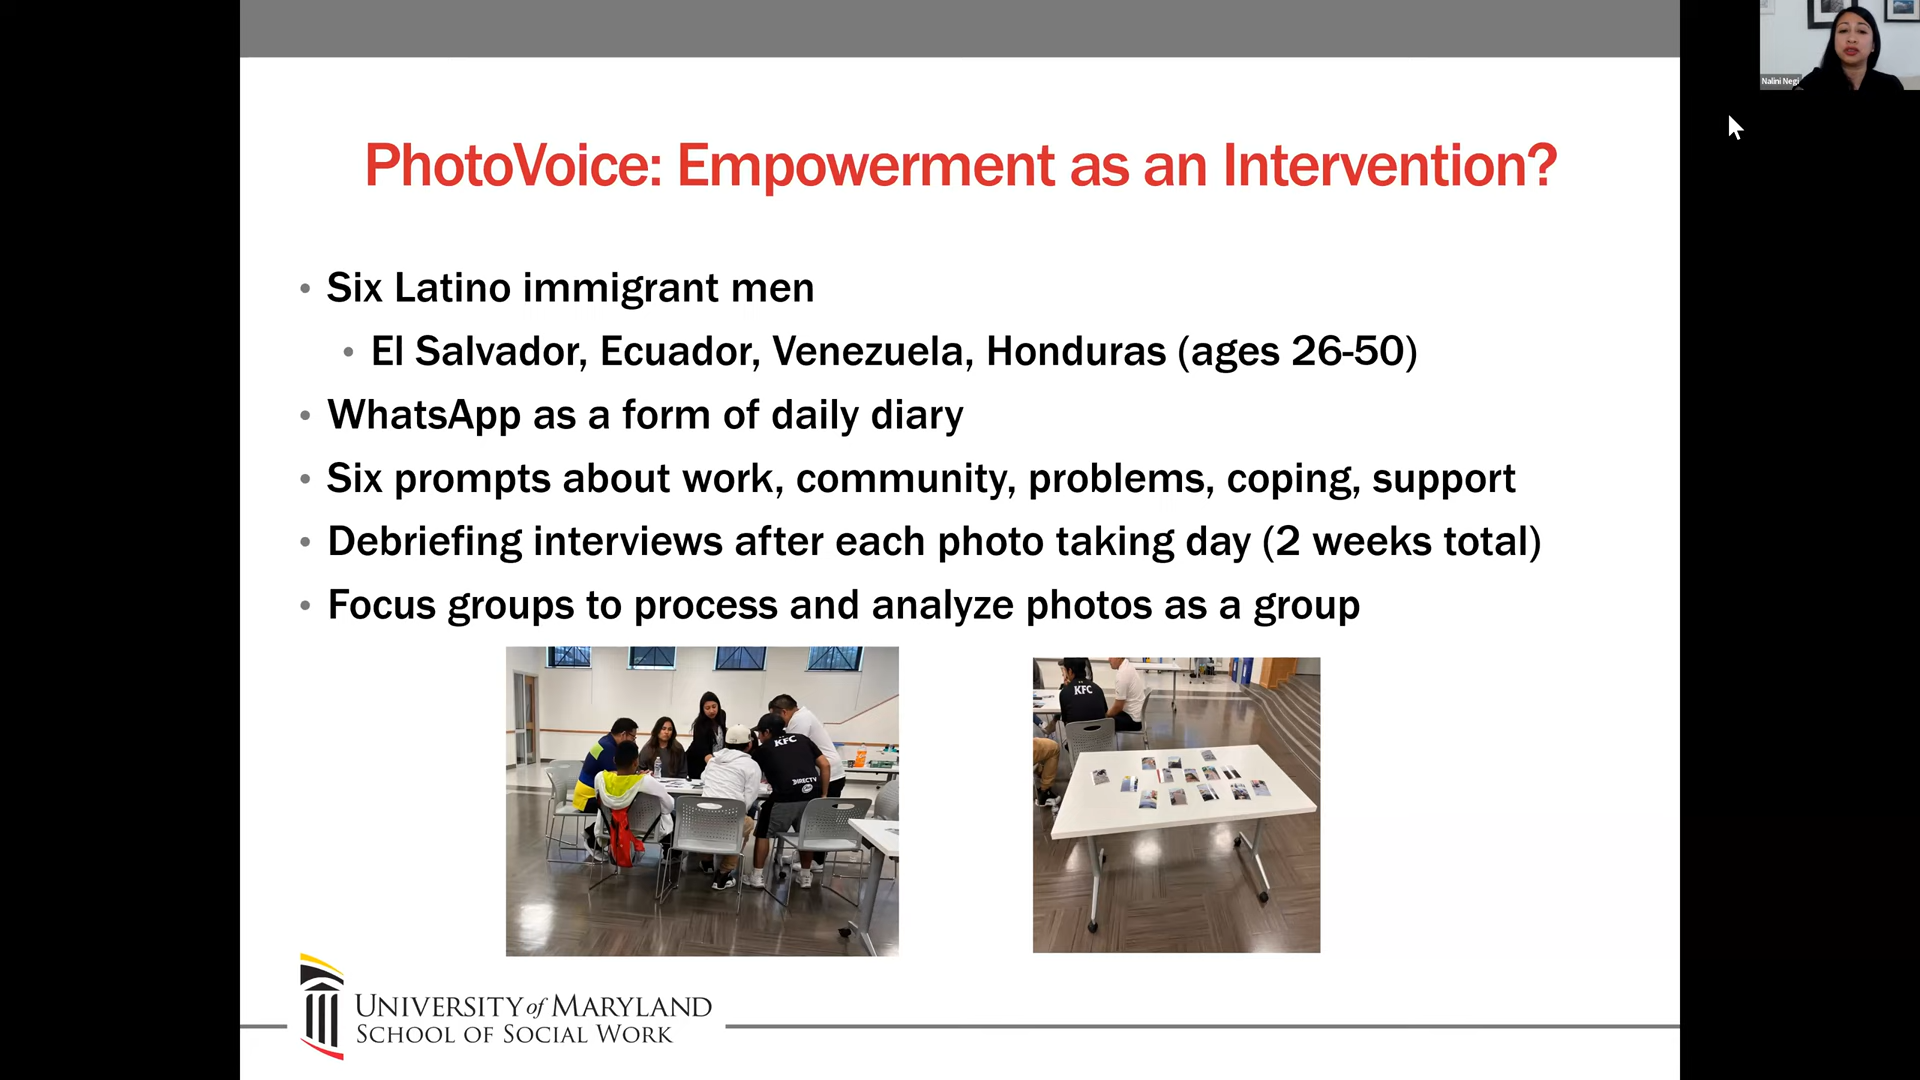 Nalini Negi
PhotoVoice: Empowerment as an Intervention?
• Six Latino immigrant men
• El Salvador, Ecuador, Venezuela, Honduras (ages 26-50)
• WhatsApp as a form of daily diary
• Six prompts about work, community, problems, coping, support
• Debriefing interviews after each photo taking day (2 weeks total)
• Focus groups to process and analyze photos as a group
KFC
DIRECTV
KFC
UNIVERSITY of MARYLAND
SCHOOL OF SOCIAL WORK